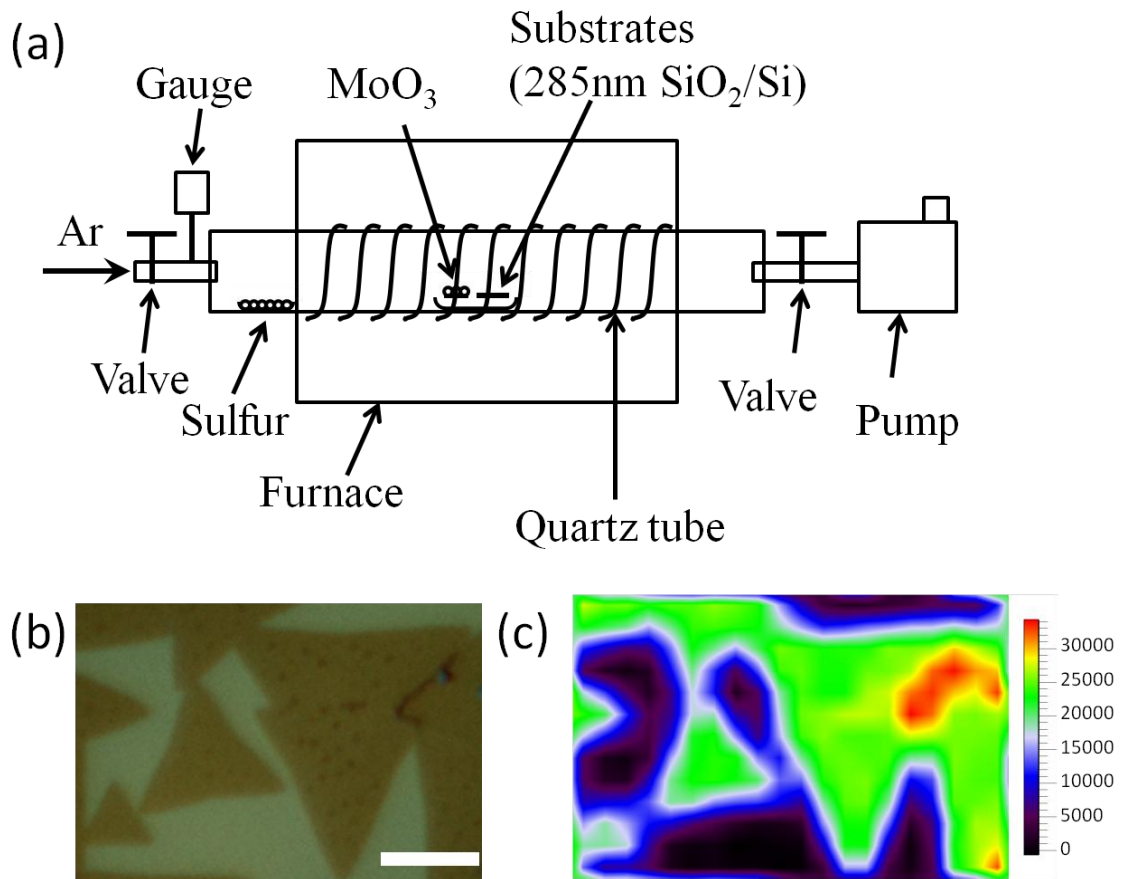 (a)
Substrates
(285nm SiO₂/Si)
Gauge
MoO₃
Ar
Valve
Sulfur
Furnace
Quartz tube
Valve
Pump
(b)
(c)
30000
25000
20000
15000
10000
5000
0